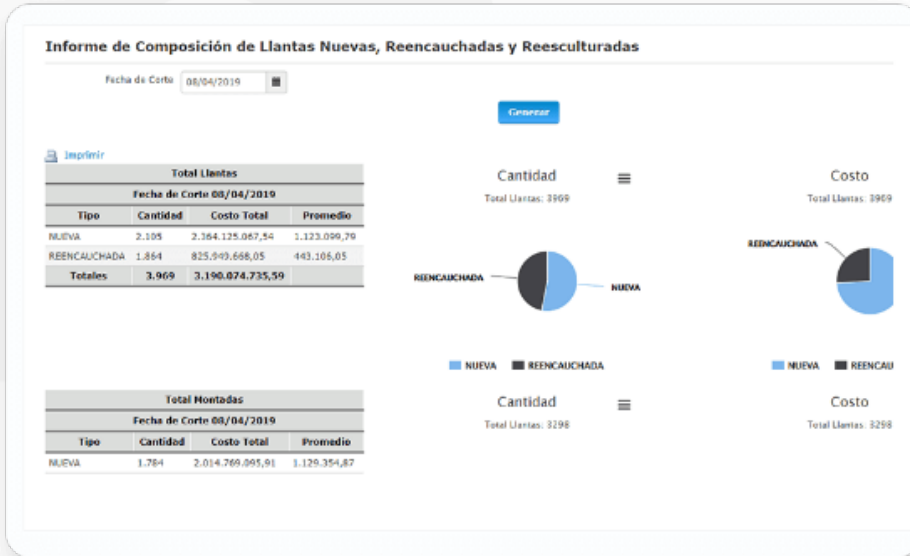 Informe de Composición de Llantas Nuevas, Reencauchadas y Reesculturadas
Fecha de Corte 08/04/2019
Generar
Imprimir
Total Llantas
Fecha de Corte 08/04/2019
Tipo Cantidad Costo Total Promedio
NUEVA 2.105 2.364.125.067,54 1.123.099,79
REENCAUCHADA 1.864 825.949.668,05 443.106,05
Totales 3.969 3.190.074.735,59
Cantidad
Total Llantas: 3969
REENCAUCHADA
NUEVA
NUEVA REENCAUCHADA
Costo
Total Llantas: 3969
REENCAUCHADA
NUEVA REENCAU
Total Montadas
Fecha de Corte 08/04/2019
Tipo Cantidad Costo Total Promedio
NUEVA 1.784 2.014.769.095,91 1.129.354,87
Cantidad
Total Llantas: 3298
Costo
Total Llantas: 3298